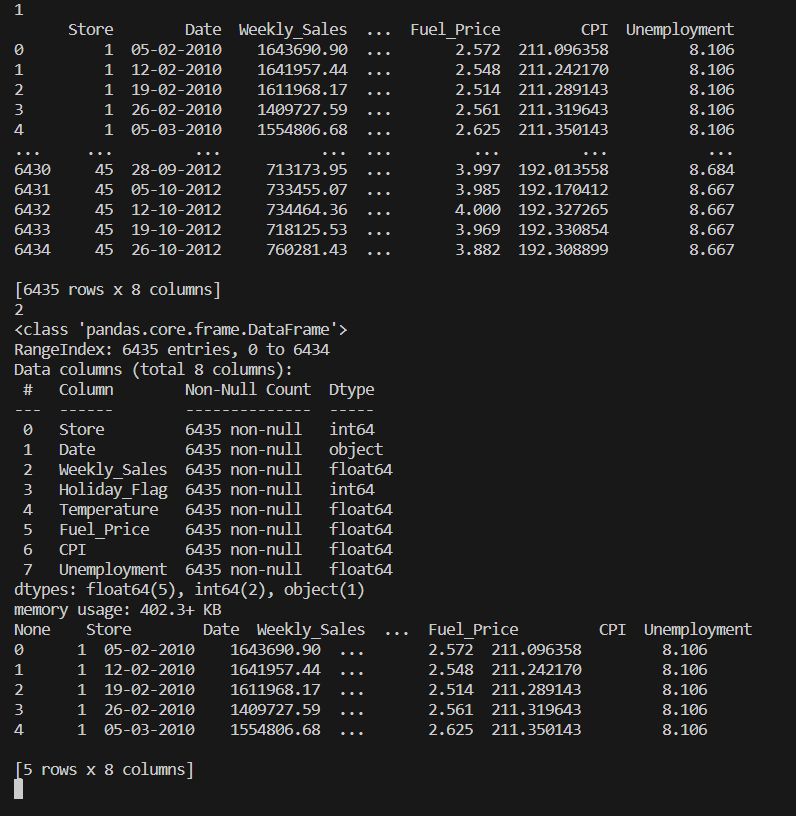 1
      Store        Date  Weekly_Sales  ...  Fuel_Price         CPI  Unemployment
0         1  05-02-2010    1643690.90  ...       2.572  211.096358         8.106
1         1  12-02-2010    1641957.44  ...       2.548  211.242170         8.106
2         1  19-02-2010    1611968.17  ...       2.514  211.289143         8.106
3         1  26-02-2010    1409727.59  ...       2.561  211.319643         8.106
4         1  05-03-2010    1554806.68  ...       2.625  211.350143         8.106
...     ...         ...           ...  ...         ...         ...           ...
6430     45  28-09-2012     713173.95  ...       3.997  192.013558         8.684
6431     45  05-10-2012     733455.07  ...       3.985  192.170412         8.667
6432     45  12-10-2012     734464.36  ...       4.000  192.327265         8.667
6433     45  19-10-2012     718125.53  ...       3.969  192.330854         8.667
6434     45  26-10-2012     760281.43  ...       3.882  192.308899         8.667
[6435 rows x 8 columns]
2
<class 'pandas.core.frame.DataFrame'>
RangeIndex: 6435 entries, 0 to 6434
Data columns (total 8 columns):
 #   Column        Non-Null Count  Dtype
---  ------        --------------  -----
 0   Store         6435 non-null   int64
 1   Date          6435 non-null   object
 2   Weekly_Sales  6435 non-null   float64
 3   Holiday_Flag  6435 non-null   int64
 4   Temperature   6435 non-null   float64
 5   Fuel_Price    6435 non-null   float64
 6   CPI           6435 non-null   float64
 7   Unemployment  6435 non-null   float64
dtypes: float64(5), int64(2), object(1)
memory usage: 402.3+ KB
None    Store        Date  Weekly_Sales  ...  Fuel_Price         CPI  Unemployment
0      1  05-02-2010    1643690.90  ...       2.572  211.096358         8.106
1      1  12-02-2010    1641957.44  ...       2.548  211.242170         8.106
2      1  19-02-2010    1611968.17  ...       2.514  211.289143         8.106
3      1  26-02-2010    1409727.59  ...       2.561  211.319643         8.106
4      1  05-03-2010    1554806.68  ...       2.625  211.350143         8.106
[5 rows x 8 columns]